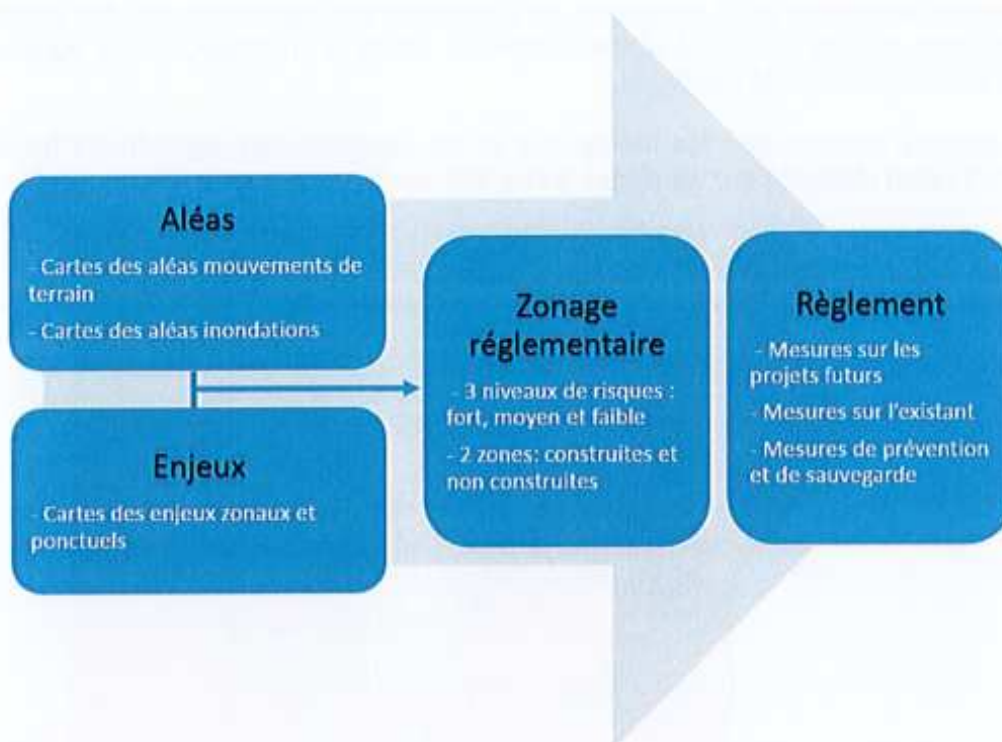 Aléas
- Cartes des aléas mouvements de
terrain
- Cartes des aléas inondations
Enjeux
- Cartes des enjeux zonaux et
ponctuels
Zonage
réglementaire
- 3 niveaux de risques :
fort, moyen et faible
- 2 zones: construites et
non construites
Règlement
- Mesures sur les
projets futurs
- Mesures sur l'existant
- Mesures de prévention
et de sauvegarde